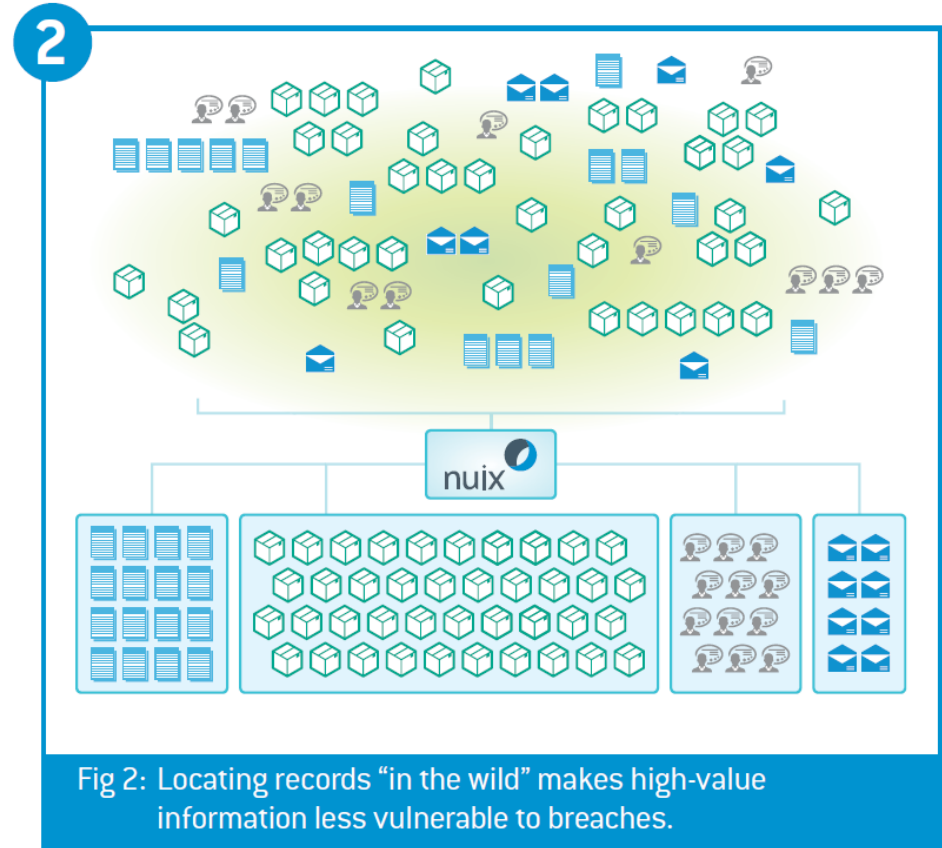 2
nuix
Fig 2: Locating records “in the wild” makes high-value
information less vulnerable to breaches.